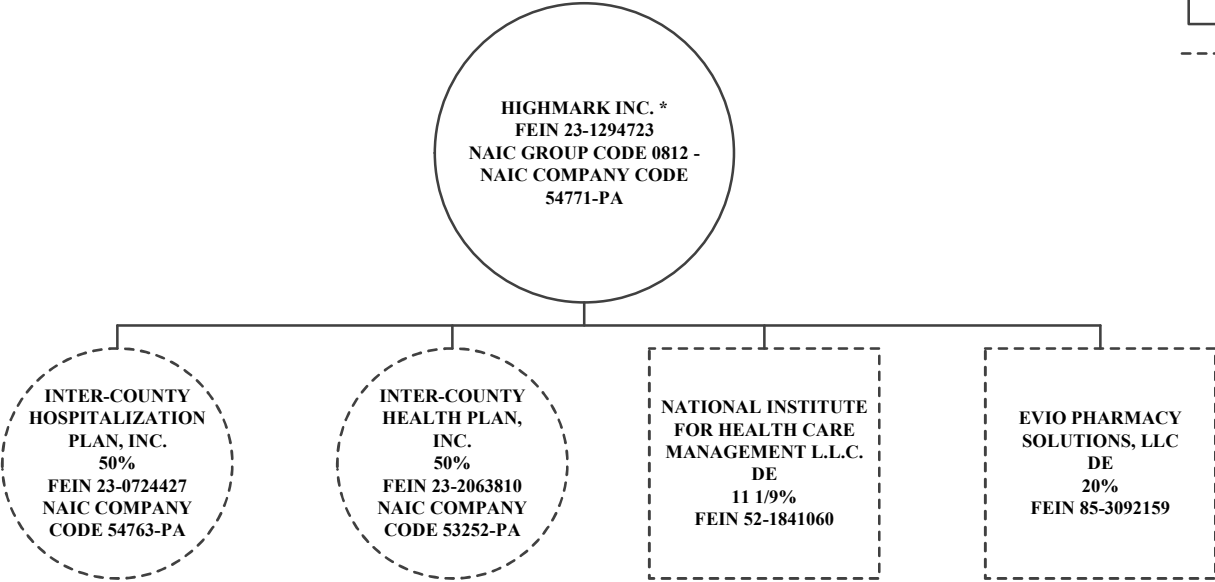 HIGHMARK INC. *
FEIN 23-1294723
NAIC GROUP CODE 0812 -
NAIC COMPANY CODE
54771-PA
INTER-COUNTY
HOSPITALIZATION
PLAN, INC.
50%
FEIN 23-0724427
NAIC COMPANY
CODE 54763-PA
INTER-COUNTY
HEALTH PLAN,
INC.
50%
FEIN 23-2063810
NAIC COMPANY
CODE 53252-PA
NATIONAL INSTITUTE
FOR HEALTH CARE
MANAGEMENT L.L.C.
DE
11 1/9%
FEIN 52-1841060
EVIO PHARMACY
SOLUTIONS, LLC
DE
20%
FEIN 85-3092159